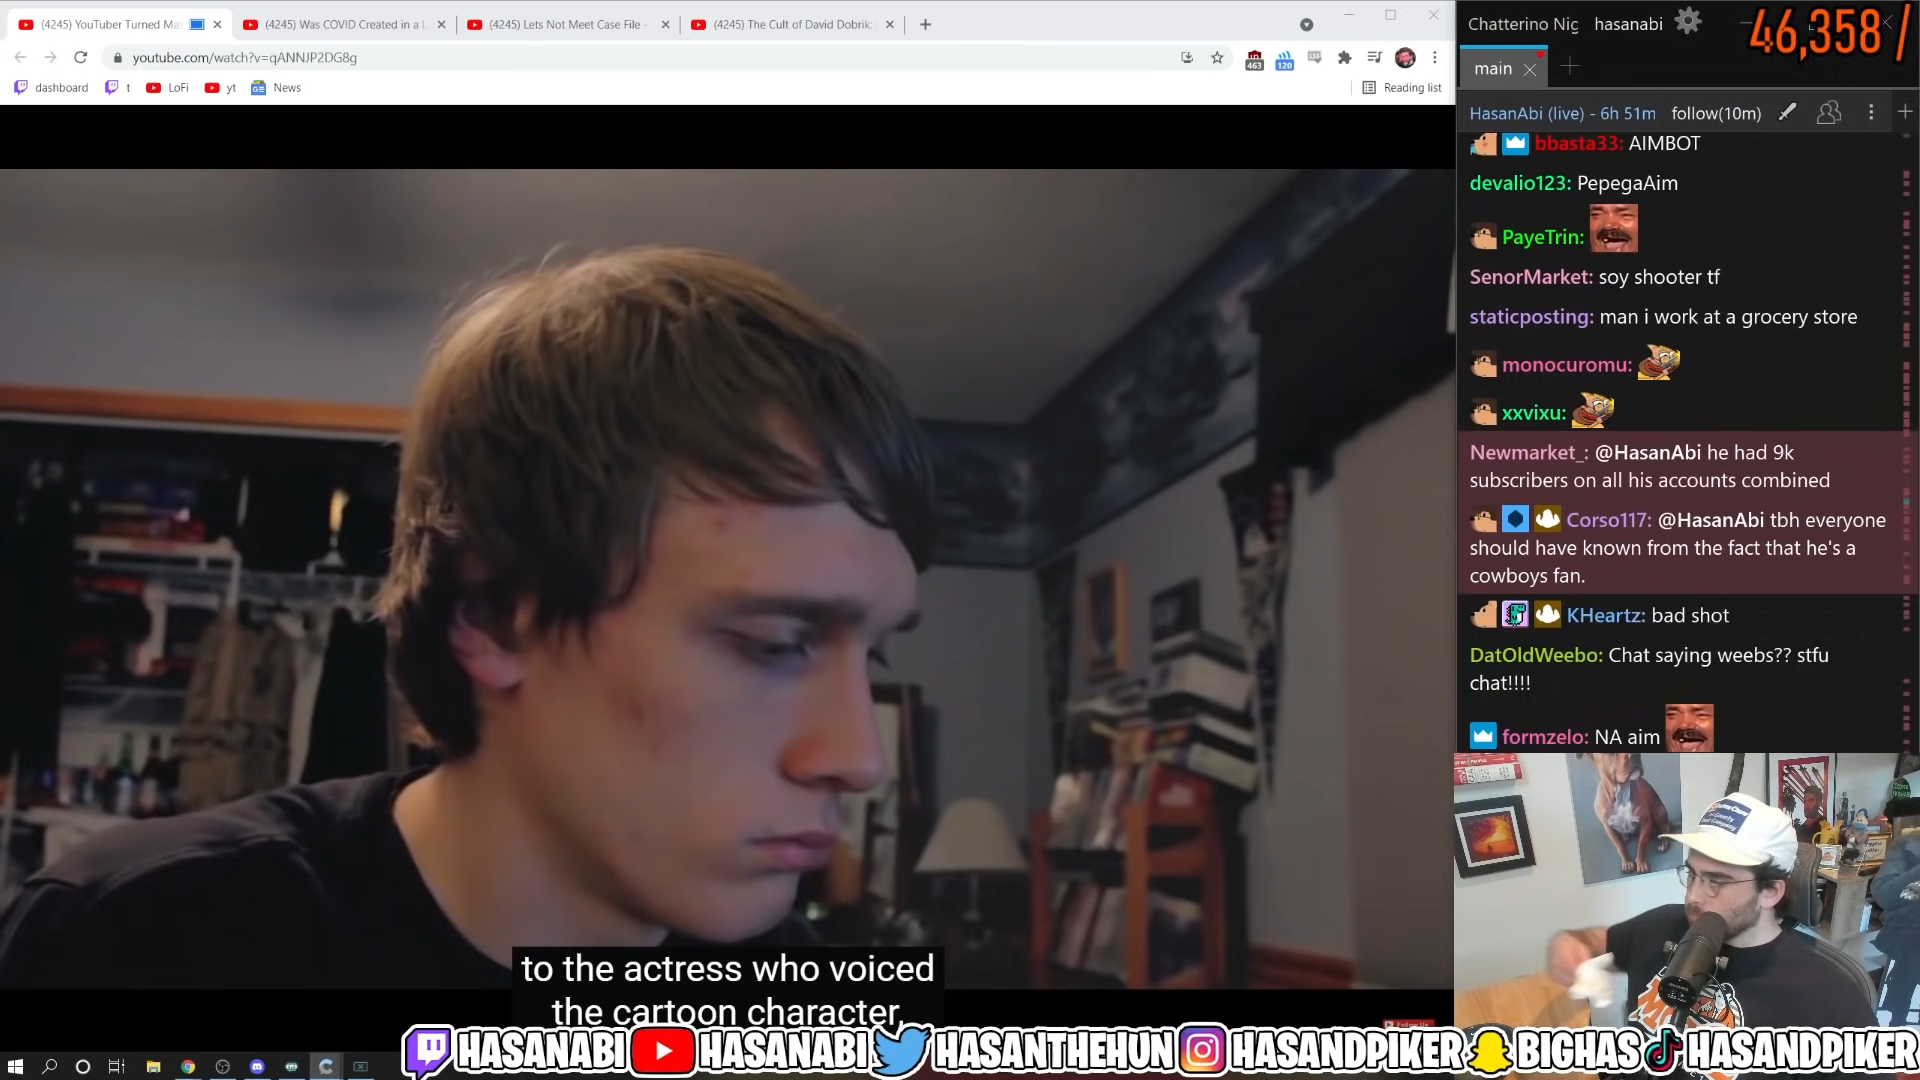 (4245) YouTuber Turned Ma
(4245) Was COVID Created in a L
(4245) Lets Not Meet Case File -
(4245) The Cult of David Dobrik:
youtube.com/watch?v=qANNJP2DG8g
463
120
dashboard
t
LoFi
yt
News
Reading list
to the actress who voiced
the cartoon character,
Chatterino Nig
hasanabi
46,358 /
main
HasanAbi (live) - 6h 51m
follow(10m)
bbasta33: AIMBOT
devalio123: PepegaAim
PayeTrin:
SenorMarket: soy shooter tf
staticposting: man i work at a grocery store
monocuromu:
xxvixu:
Newmarket_: @HasanAbi he had 9k
subscribers on all his accounts combined
Corso117: @HasanAbi tbh everyone
should have known from the fact that he's a
cowboys fan.
KHeartz: bad shot
DatOldWeebo: Chat saying weebs?? stfu
chat!!!!
formzelo: NA aim
HASANABI HASANABI HASANTHEHUN HASANDPIKER BIGHAS HASANDPIKER